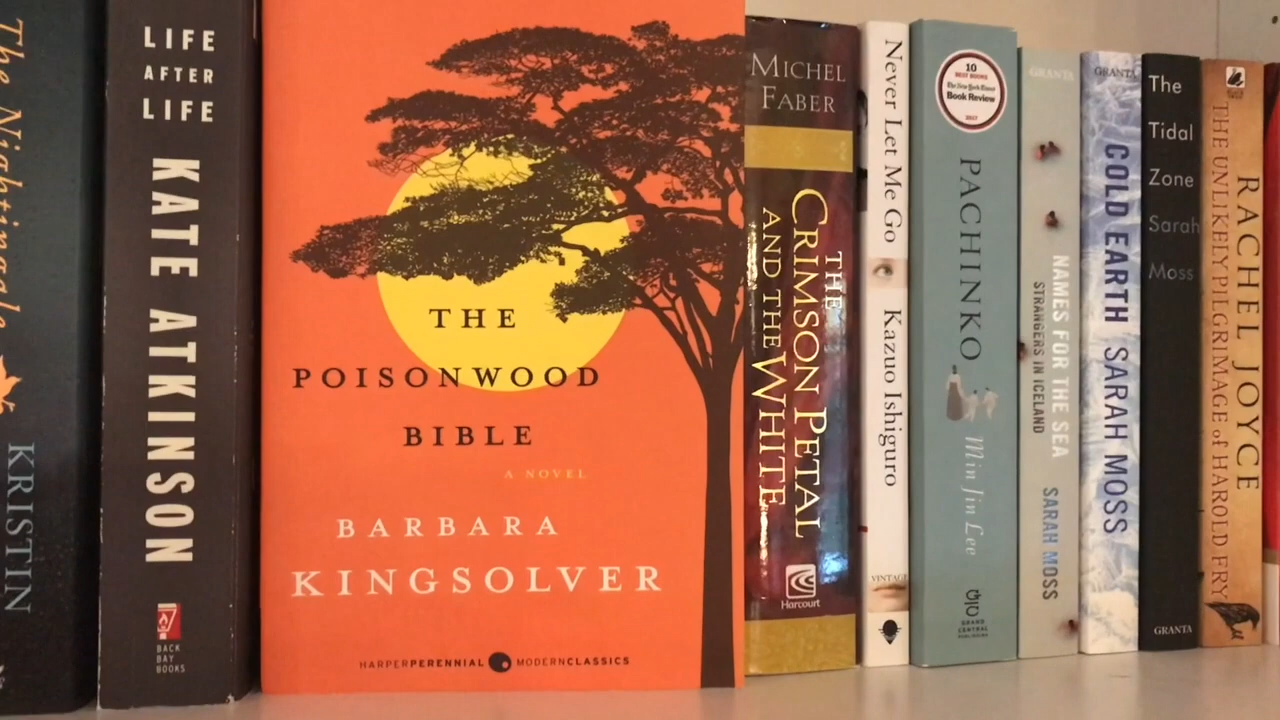 The Nightingale
KRISTIN
LIFE
AFTER
LIFE
KATE ATKINSON
BACK
BAY
BOOKS
THE
POISONWOOD
BIBLE
A NOVEL
BARBARA
KINGSOLVER
HARPERPERENNIAL MODERNCLASSICS
MICHEL
FABER
THE
CRIMSON PETAL
AND THE WHITE
Harcourt
Never Let Me Go Kazuo Ishiguro
VINTAGE
10
BEST BOOKS
The New York Times
Book Review
2017
PACHINKO Min Jin Lee
GRAND
CENTRAL
GRANTA
NAMES FOR THE SEA SARAH MOSS
STRANGERS IN ICELAND
GRANTA
COLD EARTH SARAH MOSS
The
Tidal
Zone
Sarah
Moss
GRANTA
RACHEL JOYCE
THE UNLIKELY PILGRIMAGE of HAROLD FRY